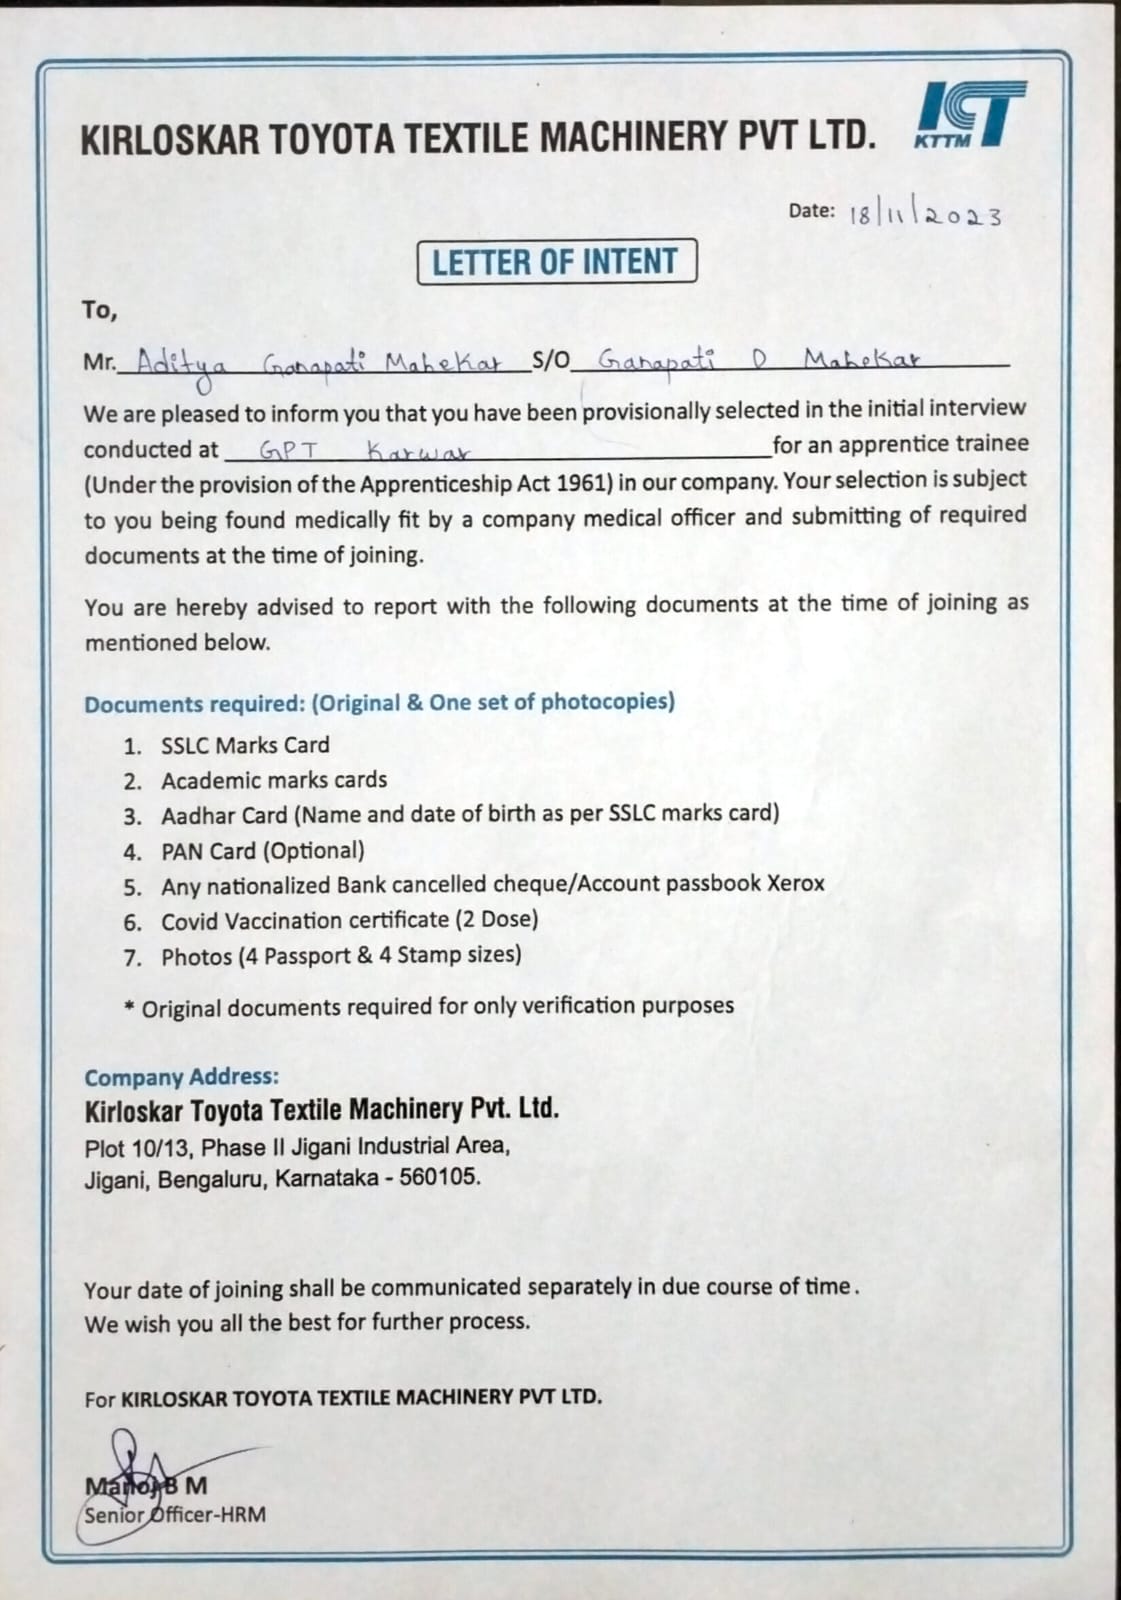 KIRLOSKAR TOYOTA TEXTILE MACHINERY PVT LTD.
KTTM
Date: 18/11/2023
LETTER OF INTENT
To,
Mr. Aditya Ganapati Mahekar S/O Ganapati D Mahekar
We are pleased to inform you that you have been provisionally selected in the initial interview
conducted at GPT Karwar for an apprentice trainee
(Under the provision of the Apprenticeship Act 1961) in our company. Your selection is subject
to you being found medically fit by a company medical officer and submitting of required
documents at the time of joining.
You are hereby advised to report with the following documents at the time of joining as
mentioned below.
Documents required: (Original & One set of photocopies)
1. SSLC Marks Card
2. Academic marks cards
3. Aadhar Card (Name and date of birth as per SSLC marks card)
4. PAN Card (Optional)
5. Any nationalized Bank cancelled cheque/Account passbook Xerox
6. Covid Vaccination certificate (2 Dose)
7. Photos (4 Passport & 4 Stamp sizes)
* Original documents required for only verification purposes
Company Address:
Kirloskar Toyota Textile Machinery Pvt. Ltd.
Plot 10/13, Phase II Jigani Industrial Area,
Jigani, Bengaluru, Karnataka - 560105.
Your date of joining shall be communicated separately in due course of time.
We wish you all the best for further process.
For KIRLOSKAR TOYOTA TEXTILE MACHINERY PVT LTD.
Manoj B M
Senior Officer-HRM